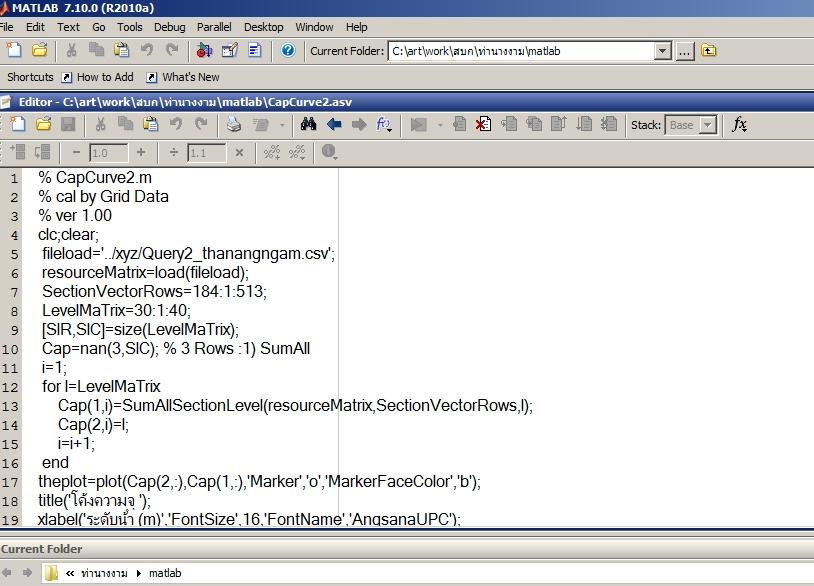 MATLAB 7.10.0 (R2010a)
File Edit Text Go Tools Debug Parallel Desktop Window Help
Current Folder: C:\art\work\สบก\ท่านางงาม\matlab
Shortcuts How to Add What's New
Editor - C:\art\work\สบก\ท่านางงาม\matlab\CapCurve2.asv
Stack: Base fx
- 1.0 + ÷ 1.1 ×
1 % CapCurve2.m
2 % cal by Grid Data
3 % ver 1.00
4 clc;clear;
5 fileload='../xyz/Query2_thanangngam.csv';
6 resourceMatrix=load(fileload);
7 SectionVectorRows=184:1:513;
8 LevelMaTrix=30:1:40;
9 [SlR,SlC]=size(LevelMaTrix);
10 Cap=nan(3,SlC); % 3 Rows :1) SumAll
11 i=1;
12 for l=LevelMaTrix
13 Cap(1,i)=SumAllSectionLevel(resourceMatrix,SectionVectorRows,l);
14 Cap(2,i)=l;
15 i=i+1;
16 end
17 theplot=plot(Cap(2,:),Cap(1,:),'Marker','o','MarkerFaceColor','b');
18 title('โค้งความจุ ');
19 xlabel('ระดับน้ำ (m)','FontSize',16,'FontName','AngsanaUPC');
Current Folder
« ท่านางงาม matlab